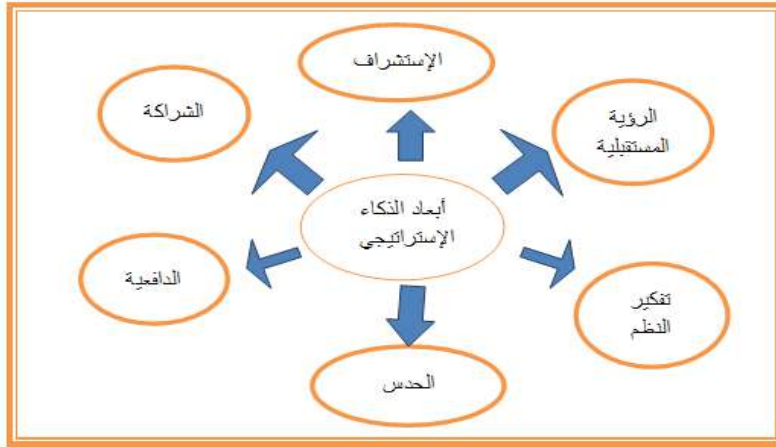 الإستشراف
الرؤية
المستقبلية
الشراكة
أبعاد الذكاء
الإستراتيجي
الدافعية
تفكير
النظم
الحدس